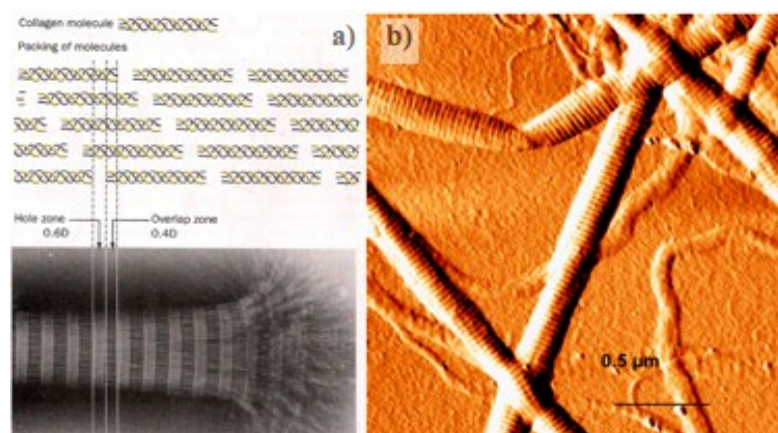 Collagen molecule
a)
Packing of molecules
Hole zone
0.6D
Overlap zone
0.4D
b)
0.5 µm